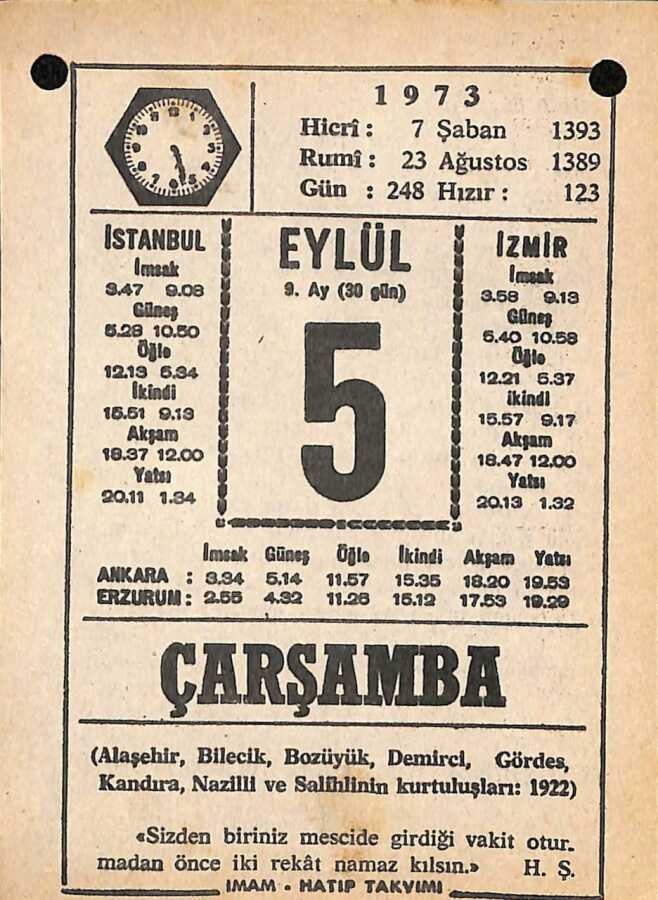 1973
Hicrî : 7 Şaban 1393
Rumî : 23 Ağustos 1389
Gün : 248 Hızır : 123
İSTANBUL
İmsak
3.47 9.08
Güneş
5.28 10.50
Öğle
12.13 5.34
İkindi
15.51 9.13
Akşam
18.37 12.00
Yatsı
20.11 1.34
EYLÜL
9. Ay (30 gün)
5
İZMİR
İmsak
3.58 9.13
Güneş
5.40 10.58
Öğle
12.21 5.37
İkindi
15.57 9.17
Akşam
18.47 12.00
Yatsı
20.13 1.32
İmsak Güneş Öğle İkindi Akşam Yatsı
ANKARA : 3.34 5.14 11.57 15.35 18.20 19.53
ERZURUM : 2.55 4.32 11.26 15.12 17.53 19.29
ÇARŞAMBA
(Alaşehir, Bilecik, Bozüyük, Demirci, Gördes,
Kandıra, Nazilli ve Salihlinin kurtuluşları: 1922)
«Sizden biriniz mescide girdiği vakit otur-
madan önce iki rekât namaz kılsın.» H. Ş.
İMAM - HATİP TAKVİMİ